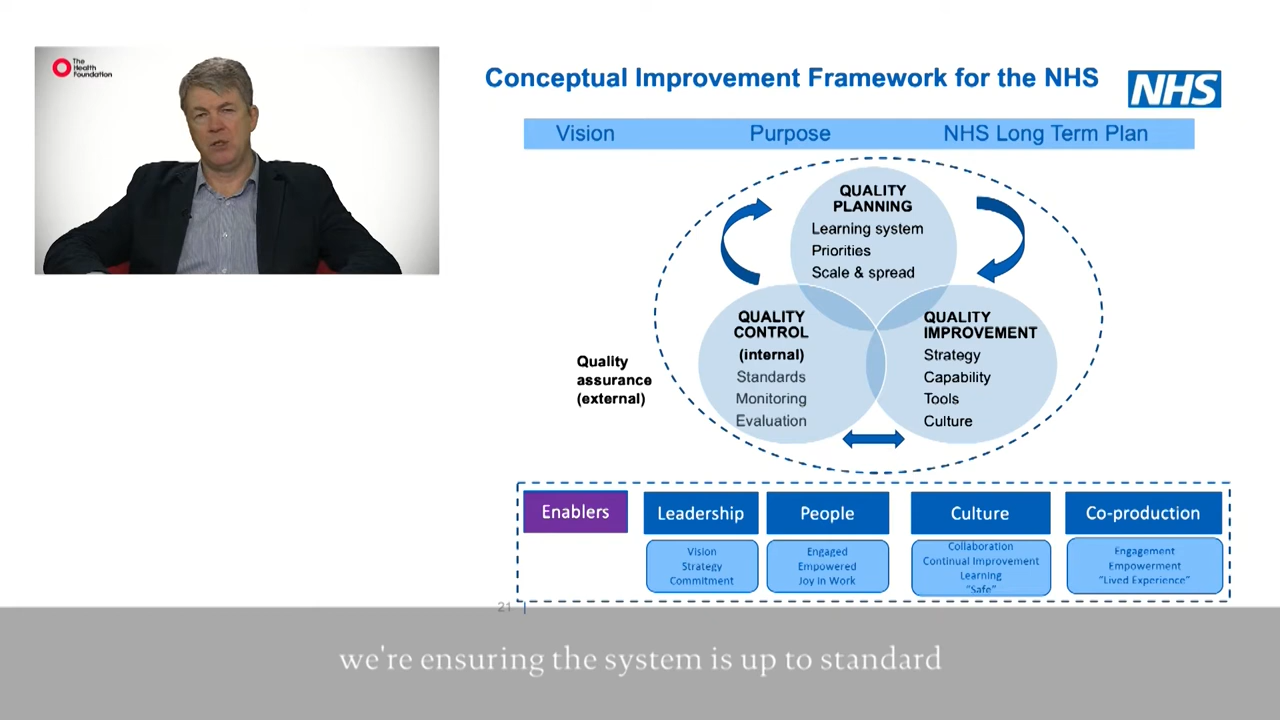 The
Health
Foundation
Conceptual Improvement Framework for the NHS
NHS
Vision Purpose NHS Long Term Plan
QUALITY
PLANNING
Learning system
Priorities
Scale & spread
QUALITY
CONTROL
(internal)
Standards
Monitoring
Evaluation
QUALITY
IMPROVEMENT
Strategy
Capability
Tools
Culture
Quality
assurance
(external)
Enablers
Leadership
Vision
Strategy
Commitment
People
Engaged
Empowered
Joy in Work
Culture
Collaboration
Continual Improvement
Learning
"Safe"
Co-production
Engagement
Empowerment
"Lived Experience"
21
we're ensuring the system is up to standard